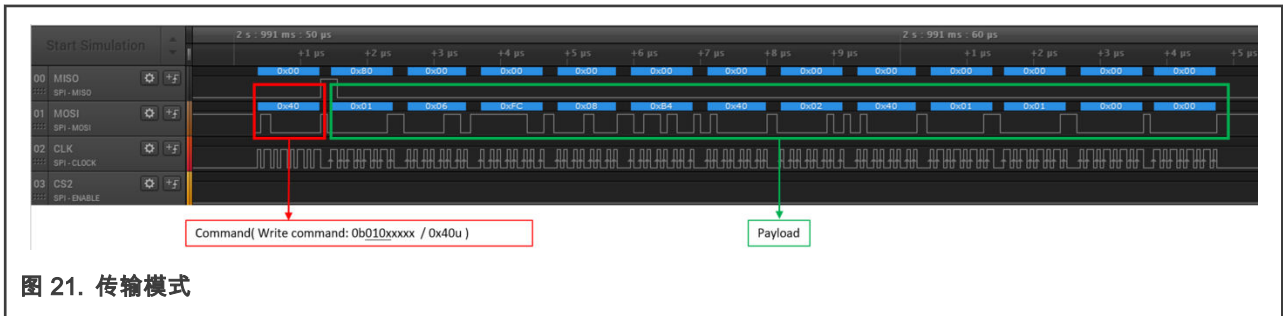 Start Simulation
2 s : 991 ms : 50 µs
2 s : 991 ms : 60 µs
+1 µs +2 µs +3 µs +4 µs +5 µs +6 µs +7 µs +8 µs +9 µs +1 µs +2 µs +3 µs +4 µs +5 µs
00 MISO
SPI - MISO
0x00 0x80 0x00 0x00 0x00 0x00 0x00 0x00 0x00 0x00 0x00 0x00 0x00
01 MOSI
SPI - MOSI
0x40 0x01 0x06 0xFC 0x08 0xB4 0x40 0x02 0x40 0x01 0x01 0x00 0x00
02 CLK
SPI - CLOCK
03 CS2
SPI - ENABLE
Command( Write command: 0b010xxxxx / 0x40u )
Payload
图 21. 传输模式